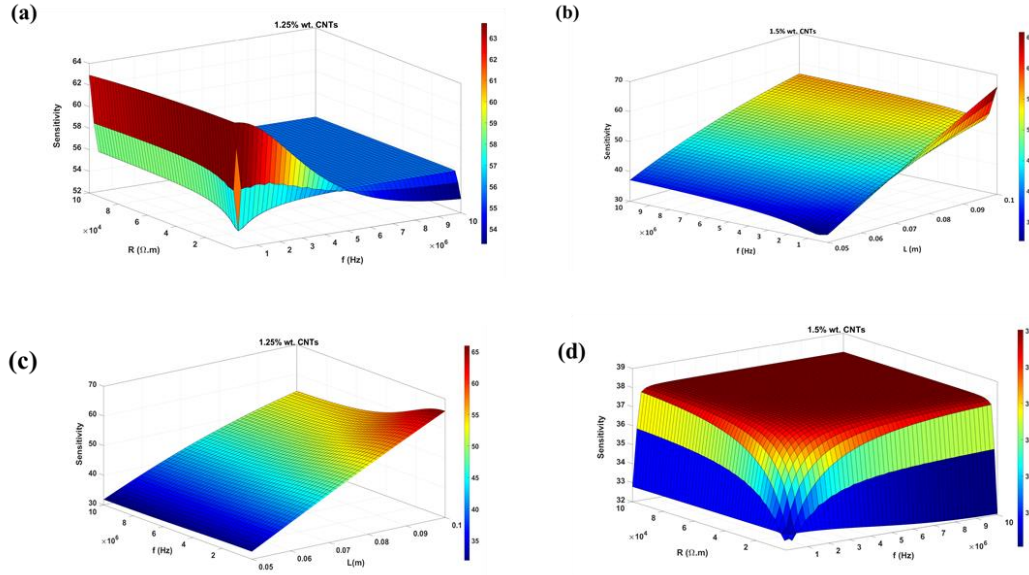 (a)
1.25% wt. CNTs
64
62
60
58
56
54
52
Sensitivity
10
8
6
4
2
×10⁴
R (Ω.m)
1 2 3 4 5 6 7 8 9 10
×10⁶
f (Hz)
63
62
61
60
59
58
57
56
55
54
(b)
1.5% wt. CNTs
70
60
50
40
30
Sensitivity
9 8 7 6 5 4 3 2 1
×10⁶
f (Hz)
0.05 0.06 0.07 0.08 0.09 0.1
L (m)
(c)
1.25% wt. CNTs
70
60
50
40
30
Sensitivity
10 8 6 4 2
×10⁶
f (Hz)
0.05 0.06 0.07 0.08 0.09 0.1
L(m)
65
60
55
50
45
40
35
(d)
1.5% wt. CNTs
39
38
37
36
35
34
33
32
Sensitivity
10
8
6
4
2
×10⁴
R (Ω.m)
1 2 3 4 5 6 7 8 9 10
×10⁶
f (Hz)